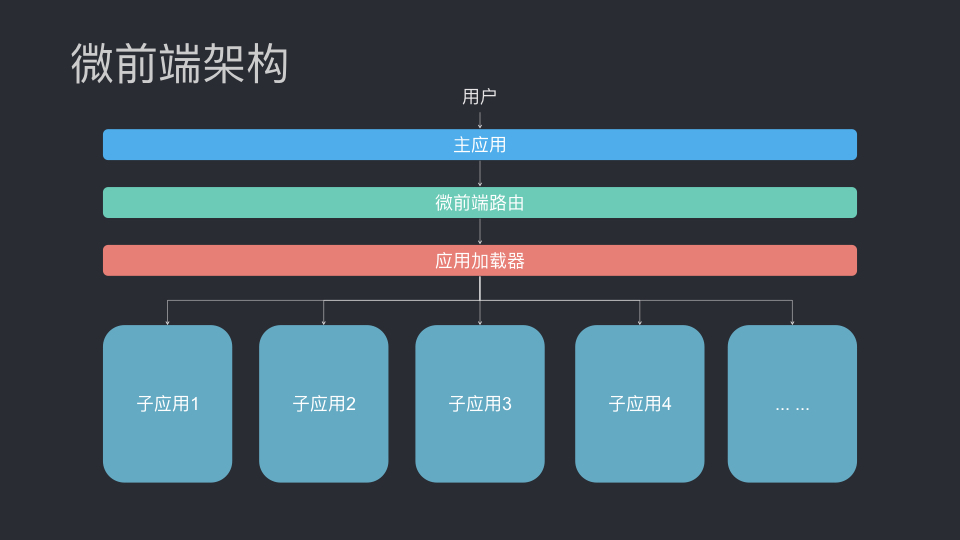 微前端架构
用户
主应用
微前端路由
应用加载器
子应用1
子应用2
子应用3
子应用4
... ...